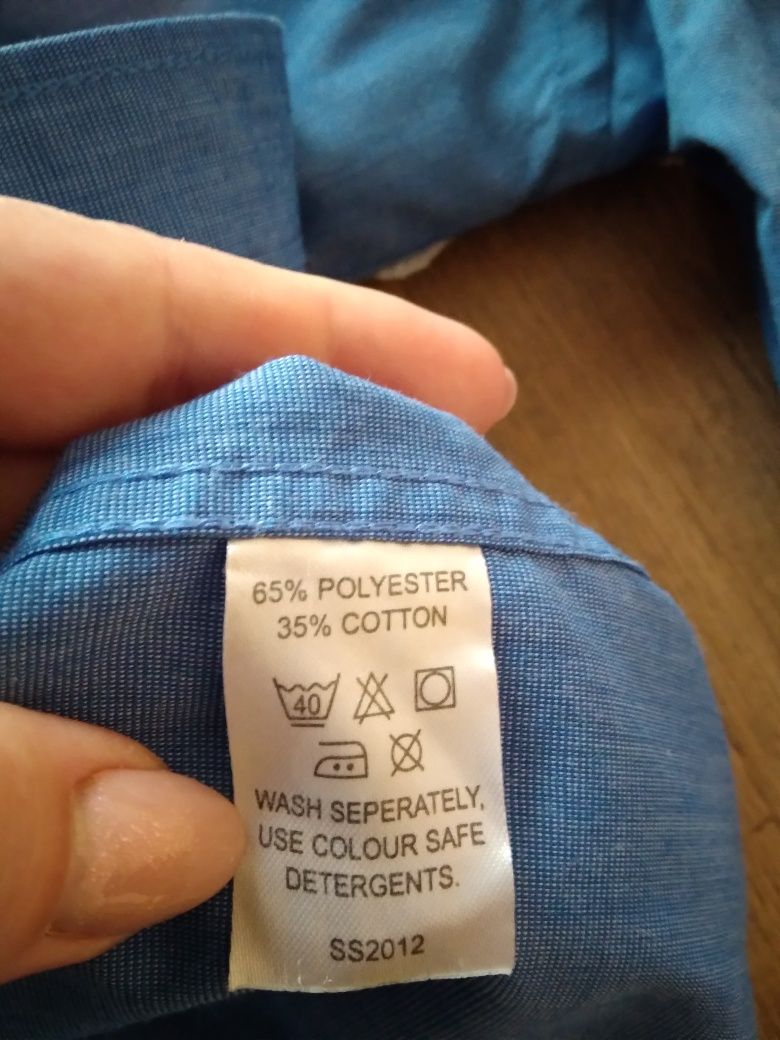 65% POLYESTER
35% COTTON
40
WASH SEPERATELY,
USE COLOUR SAFE
DETERGENTS.
SS2012